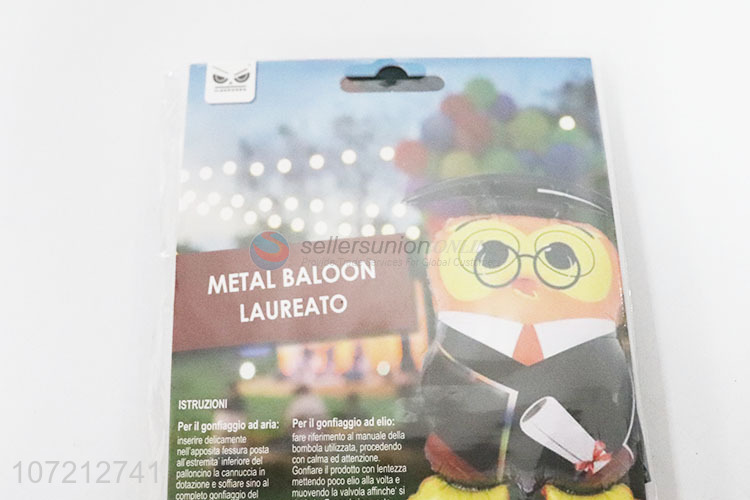 sellersunionONLINE
METAL BALOON
LAUREATO
ISTRUZIONI
Per il gonfiaggio ad aria:
inserire delicatamente
nell'apposita fessura posta
all'estremita' inferiore del
palloncino la cannuccia in
dotazione e soffiare sino al
completo gonfiaggio del
Per il gonfiaggio ad elio:
fare riferimento al manuale della
bombola utilizzata, procedendo
con calma ed attenzione.
Gonfiare il prodotto con lentezza
mettendo poco elio alla volta e
muovendo la valvola affinche' si
107212741